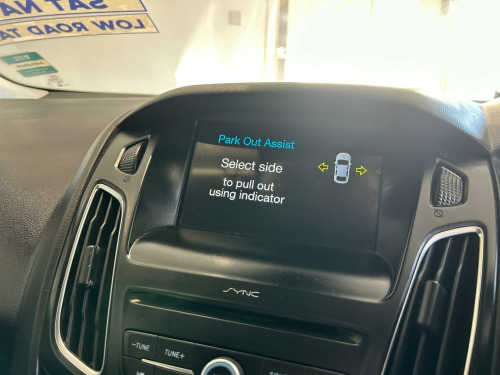 SAT NA
LOW ROAD TA
Park Out Assist
Select side
to pull out
using indicator
SYNC
-TUNE
TUNE+